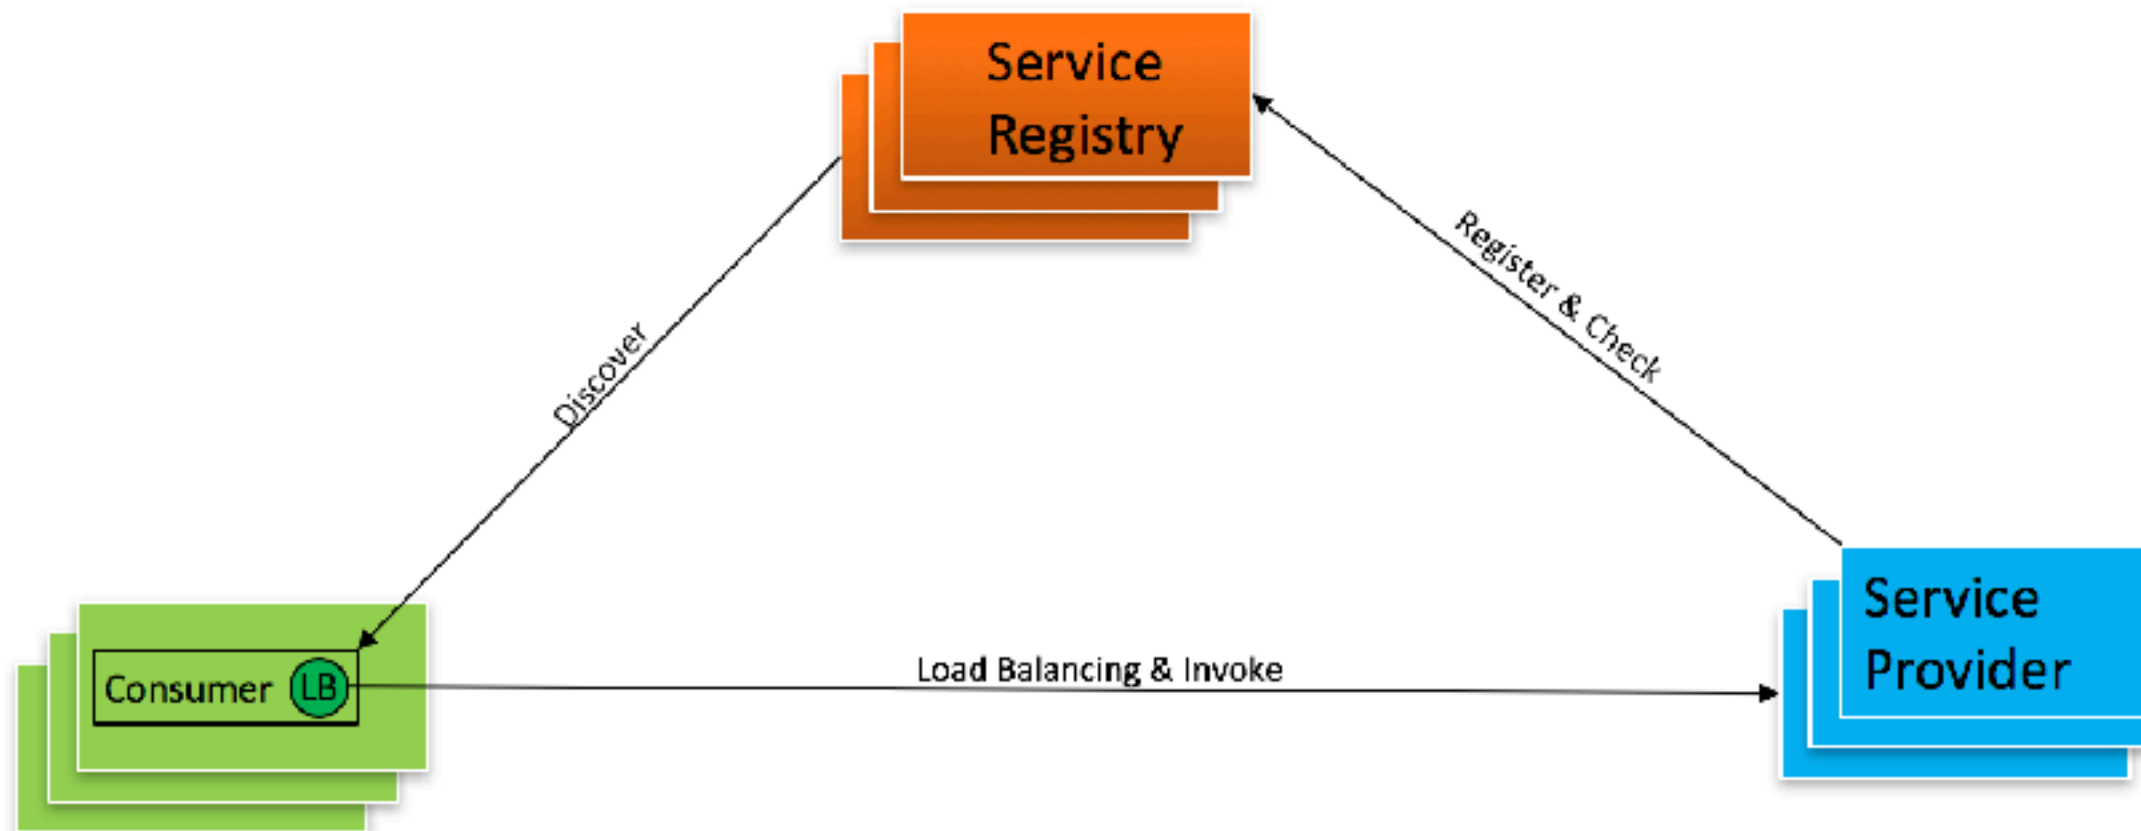 Service
Registry
Register & Check
Discover
Service
Provider
Load Balancing & Invoke
Consumer
LB